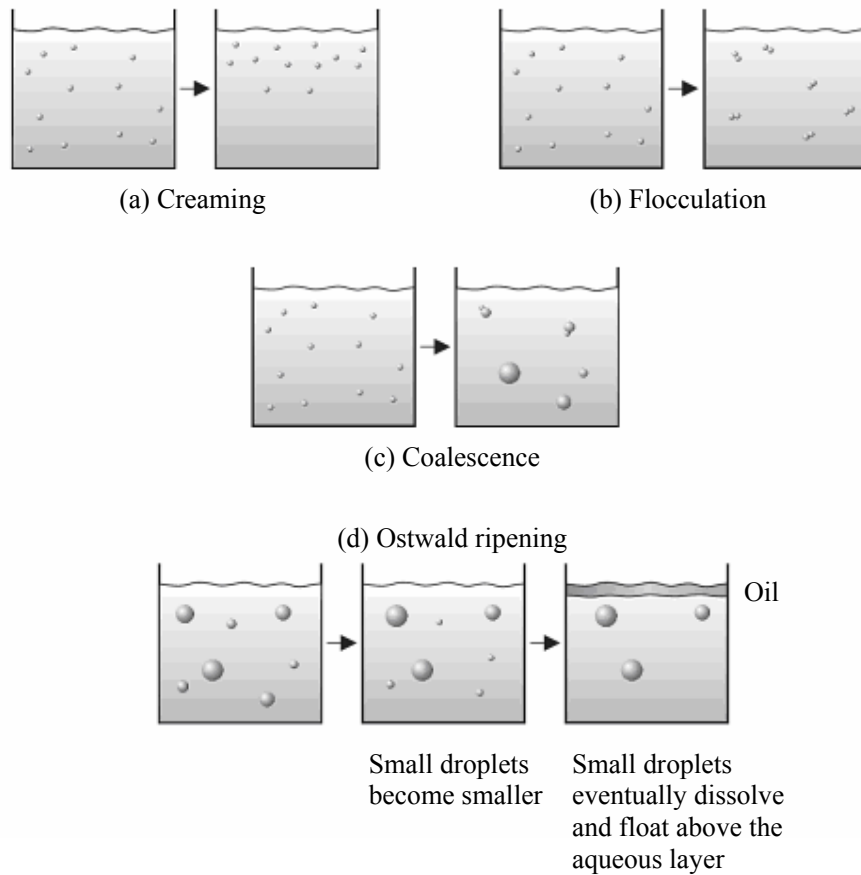 (a) Creaming
(b) Flocculation
(c) Coalescence
(d) Ostwald ripening
Oil
Small droplets
become smaller
Small droplets
eventually dissolve
and float above the
aqueous layer